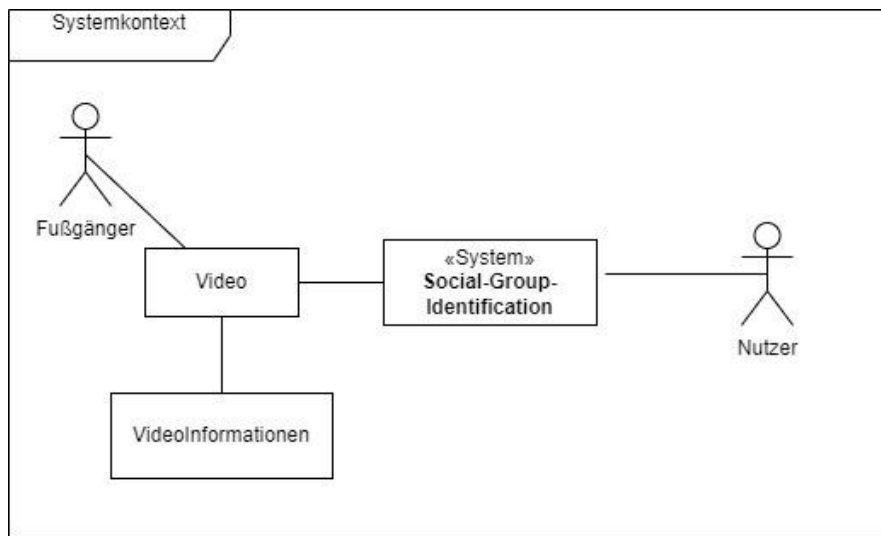 Systemkontext
Fußgänger
Video
«System»
Social-Group-
Identification
Nutzer
VideoInformationen